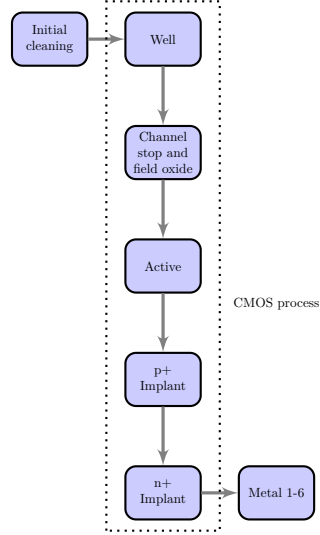 Initial
cleaning
Well
Channel
stop and
field oxide
Active
CMOS process
p+
Implant
n+
Implant
Metal 1-6